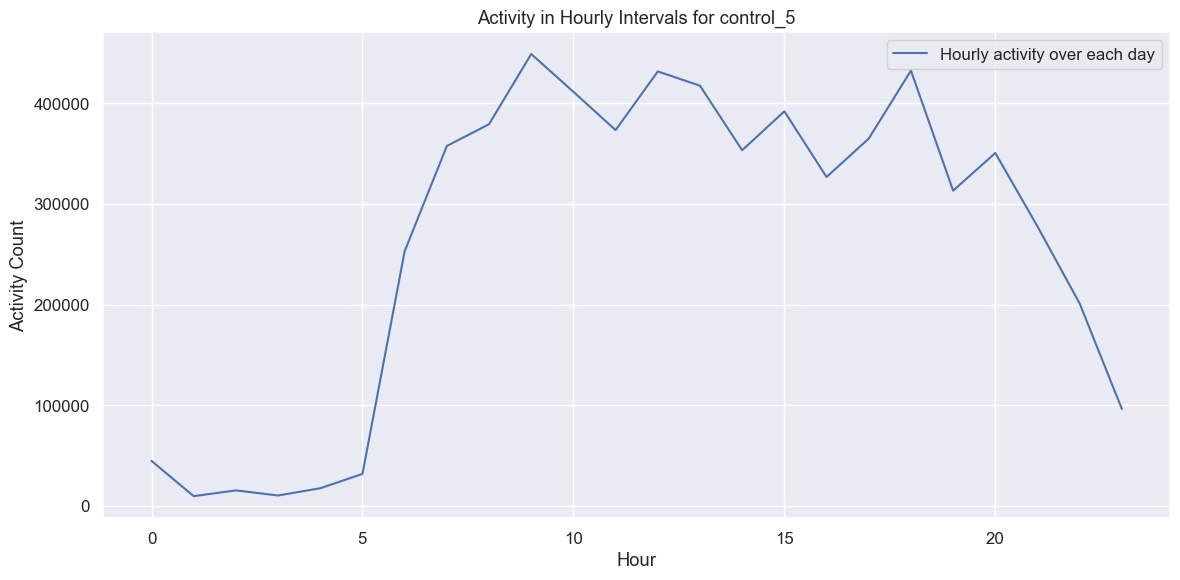 Activity in Hourly Intervals for control_5
Hourly activity over each day
Activity Count
400000
300000
200000
100000
0
0 5 10 15 20
Hour